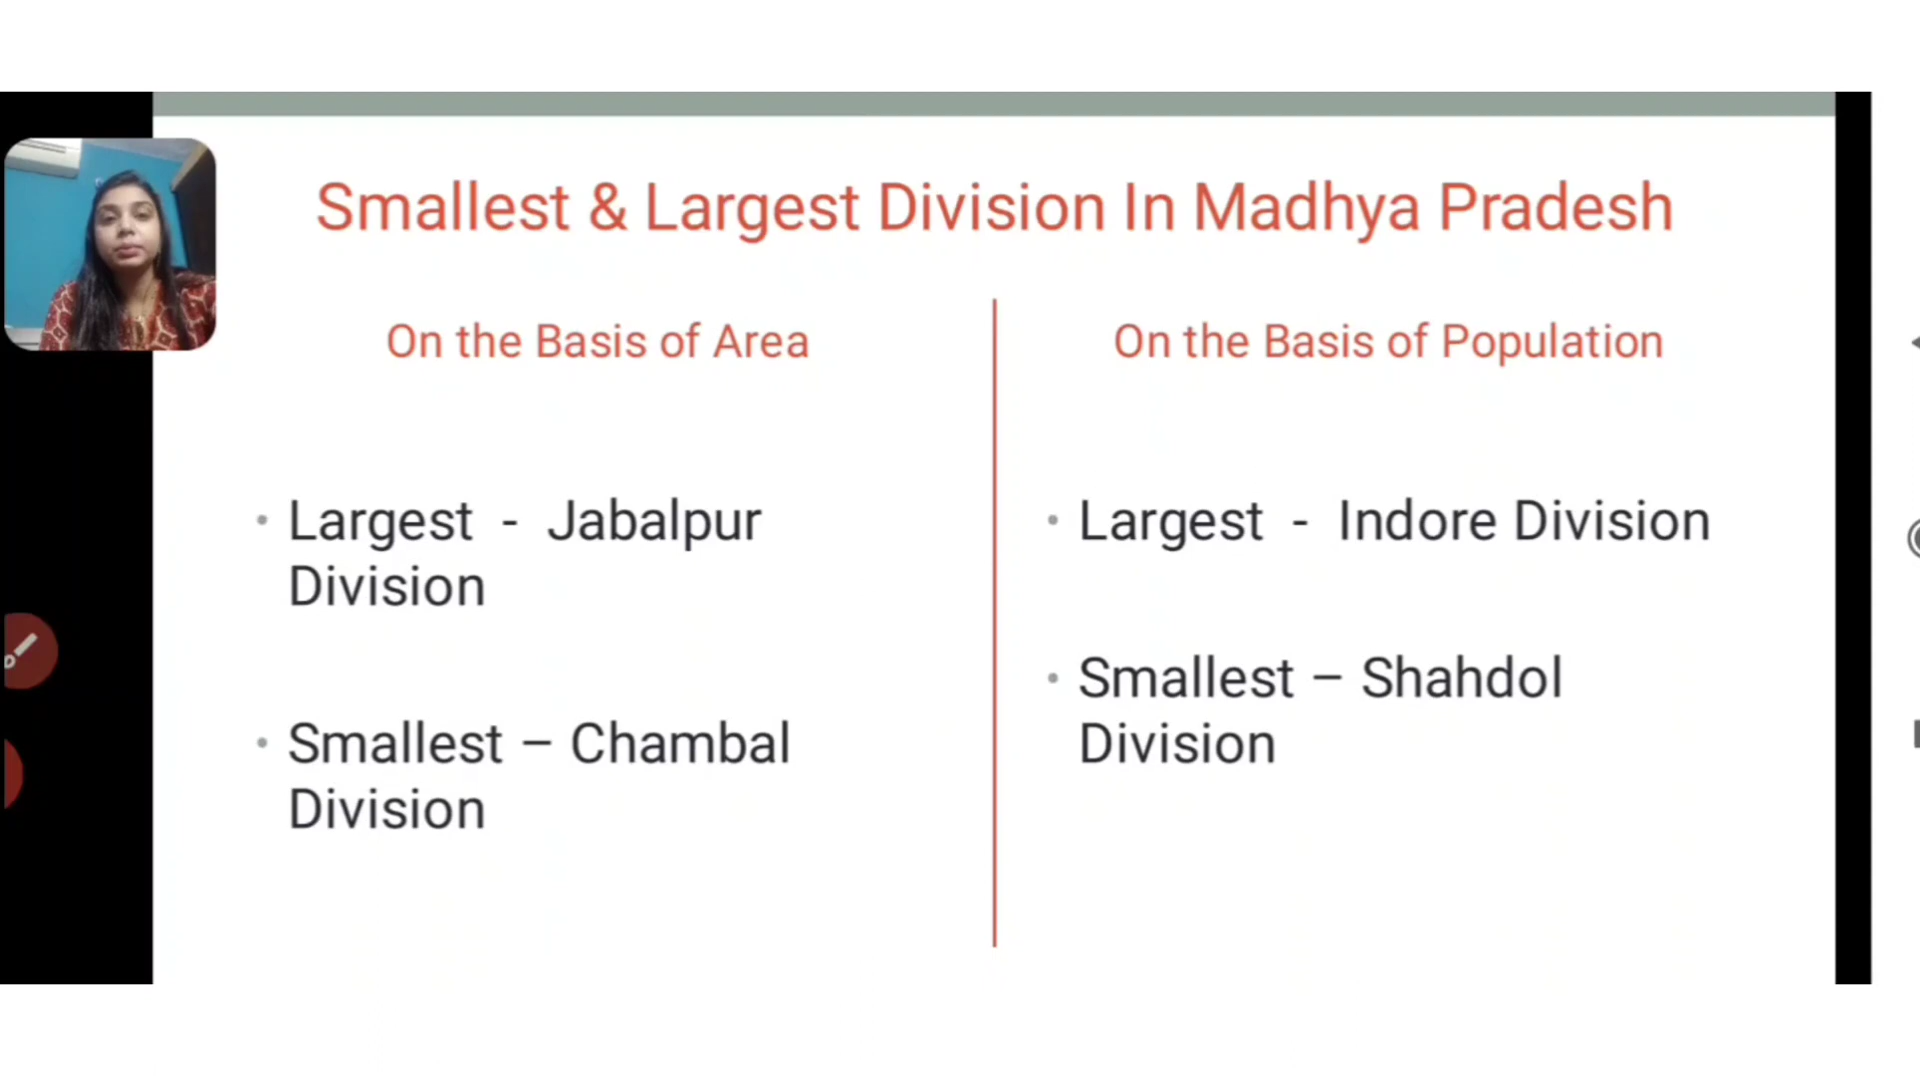 Smallest & Largest Division In Madhya Pradesh
On the Basis of Area
• Largest - Jabalpur
Division
• Smallest – Chambal
Division
On the Basis of Population
• Largest - Indore Division
• Smallest – Shahdol
Division